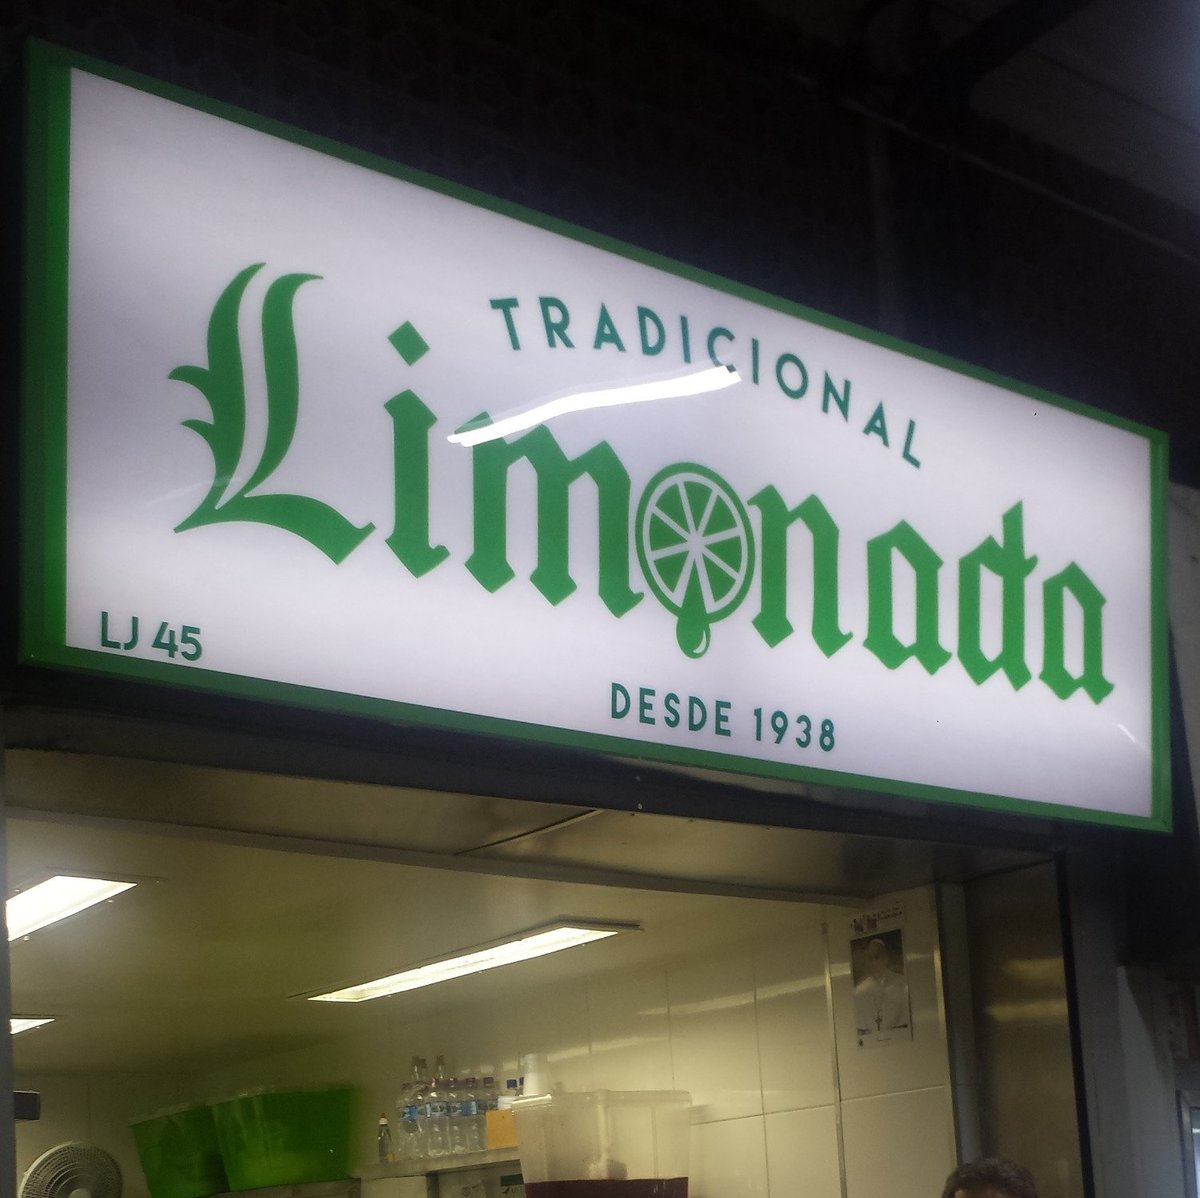 TRADICIONAL
Limonada
LJ 45
DESDE 1938